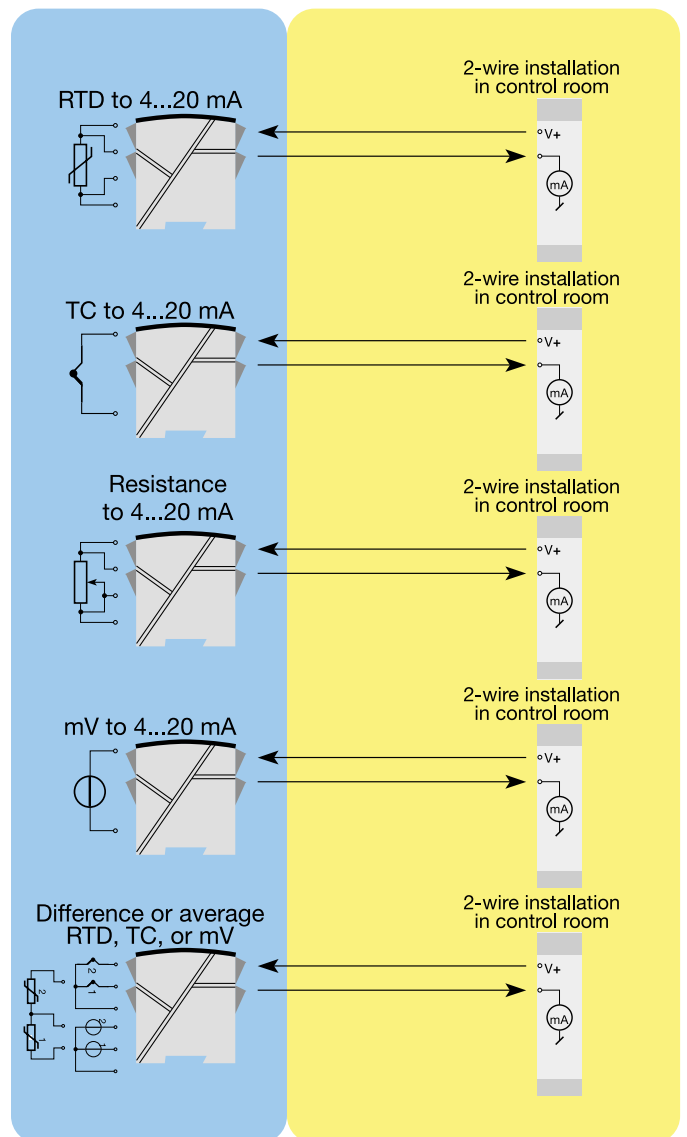 2-wire installation
in control room
RTD to 4...20 mA
V+
mA
2-wire installation
in control room
TC to 4...20 mA
V+
mA
2-wire installation
in control room
Resistance
to 4...20 mA
V+
mA
2-wire installation
in control room
mV to 4...20 mA
V+
mA
2-wire installation
in control room
Difference or average
RTD, TC, or mV
V+
mA
2
1
2
1
2
1